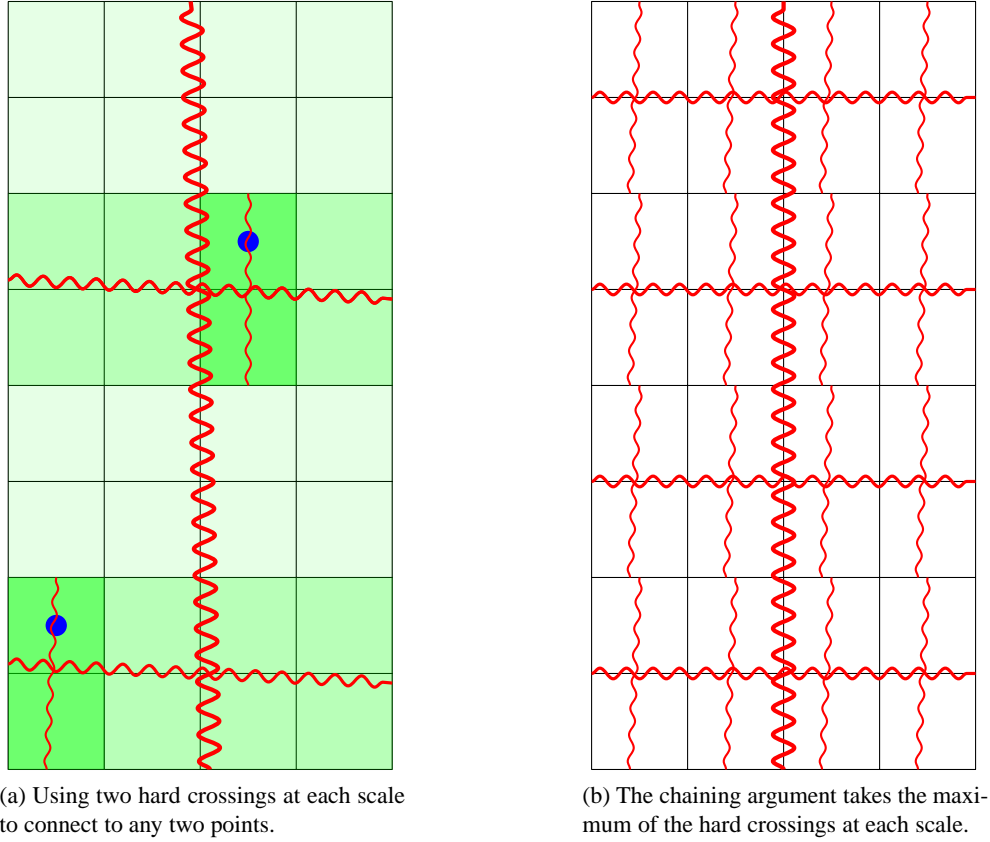 (a) Using two hard crossings at each scale
to connect to any two points.
(b) The chaining argument takes the maxi-
mum of the hard crossings at each scale.